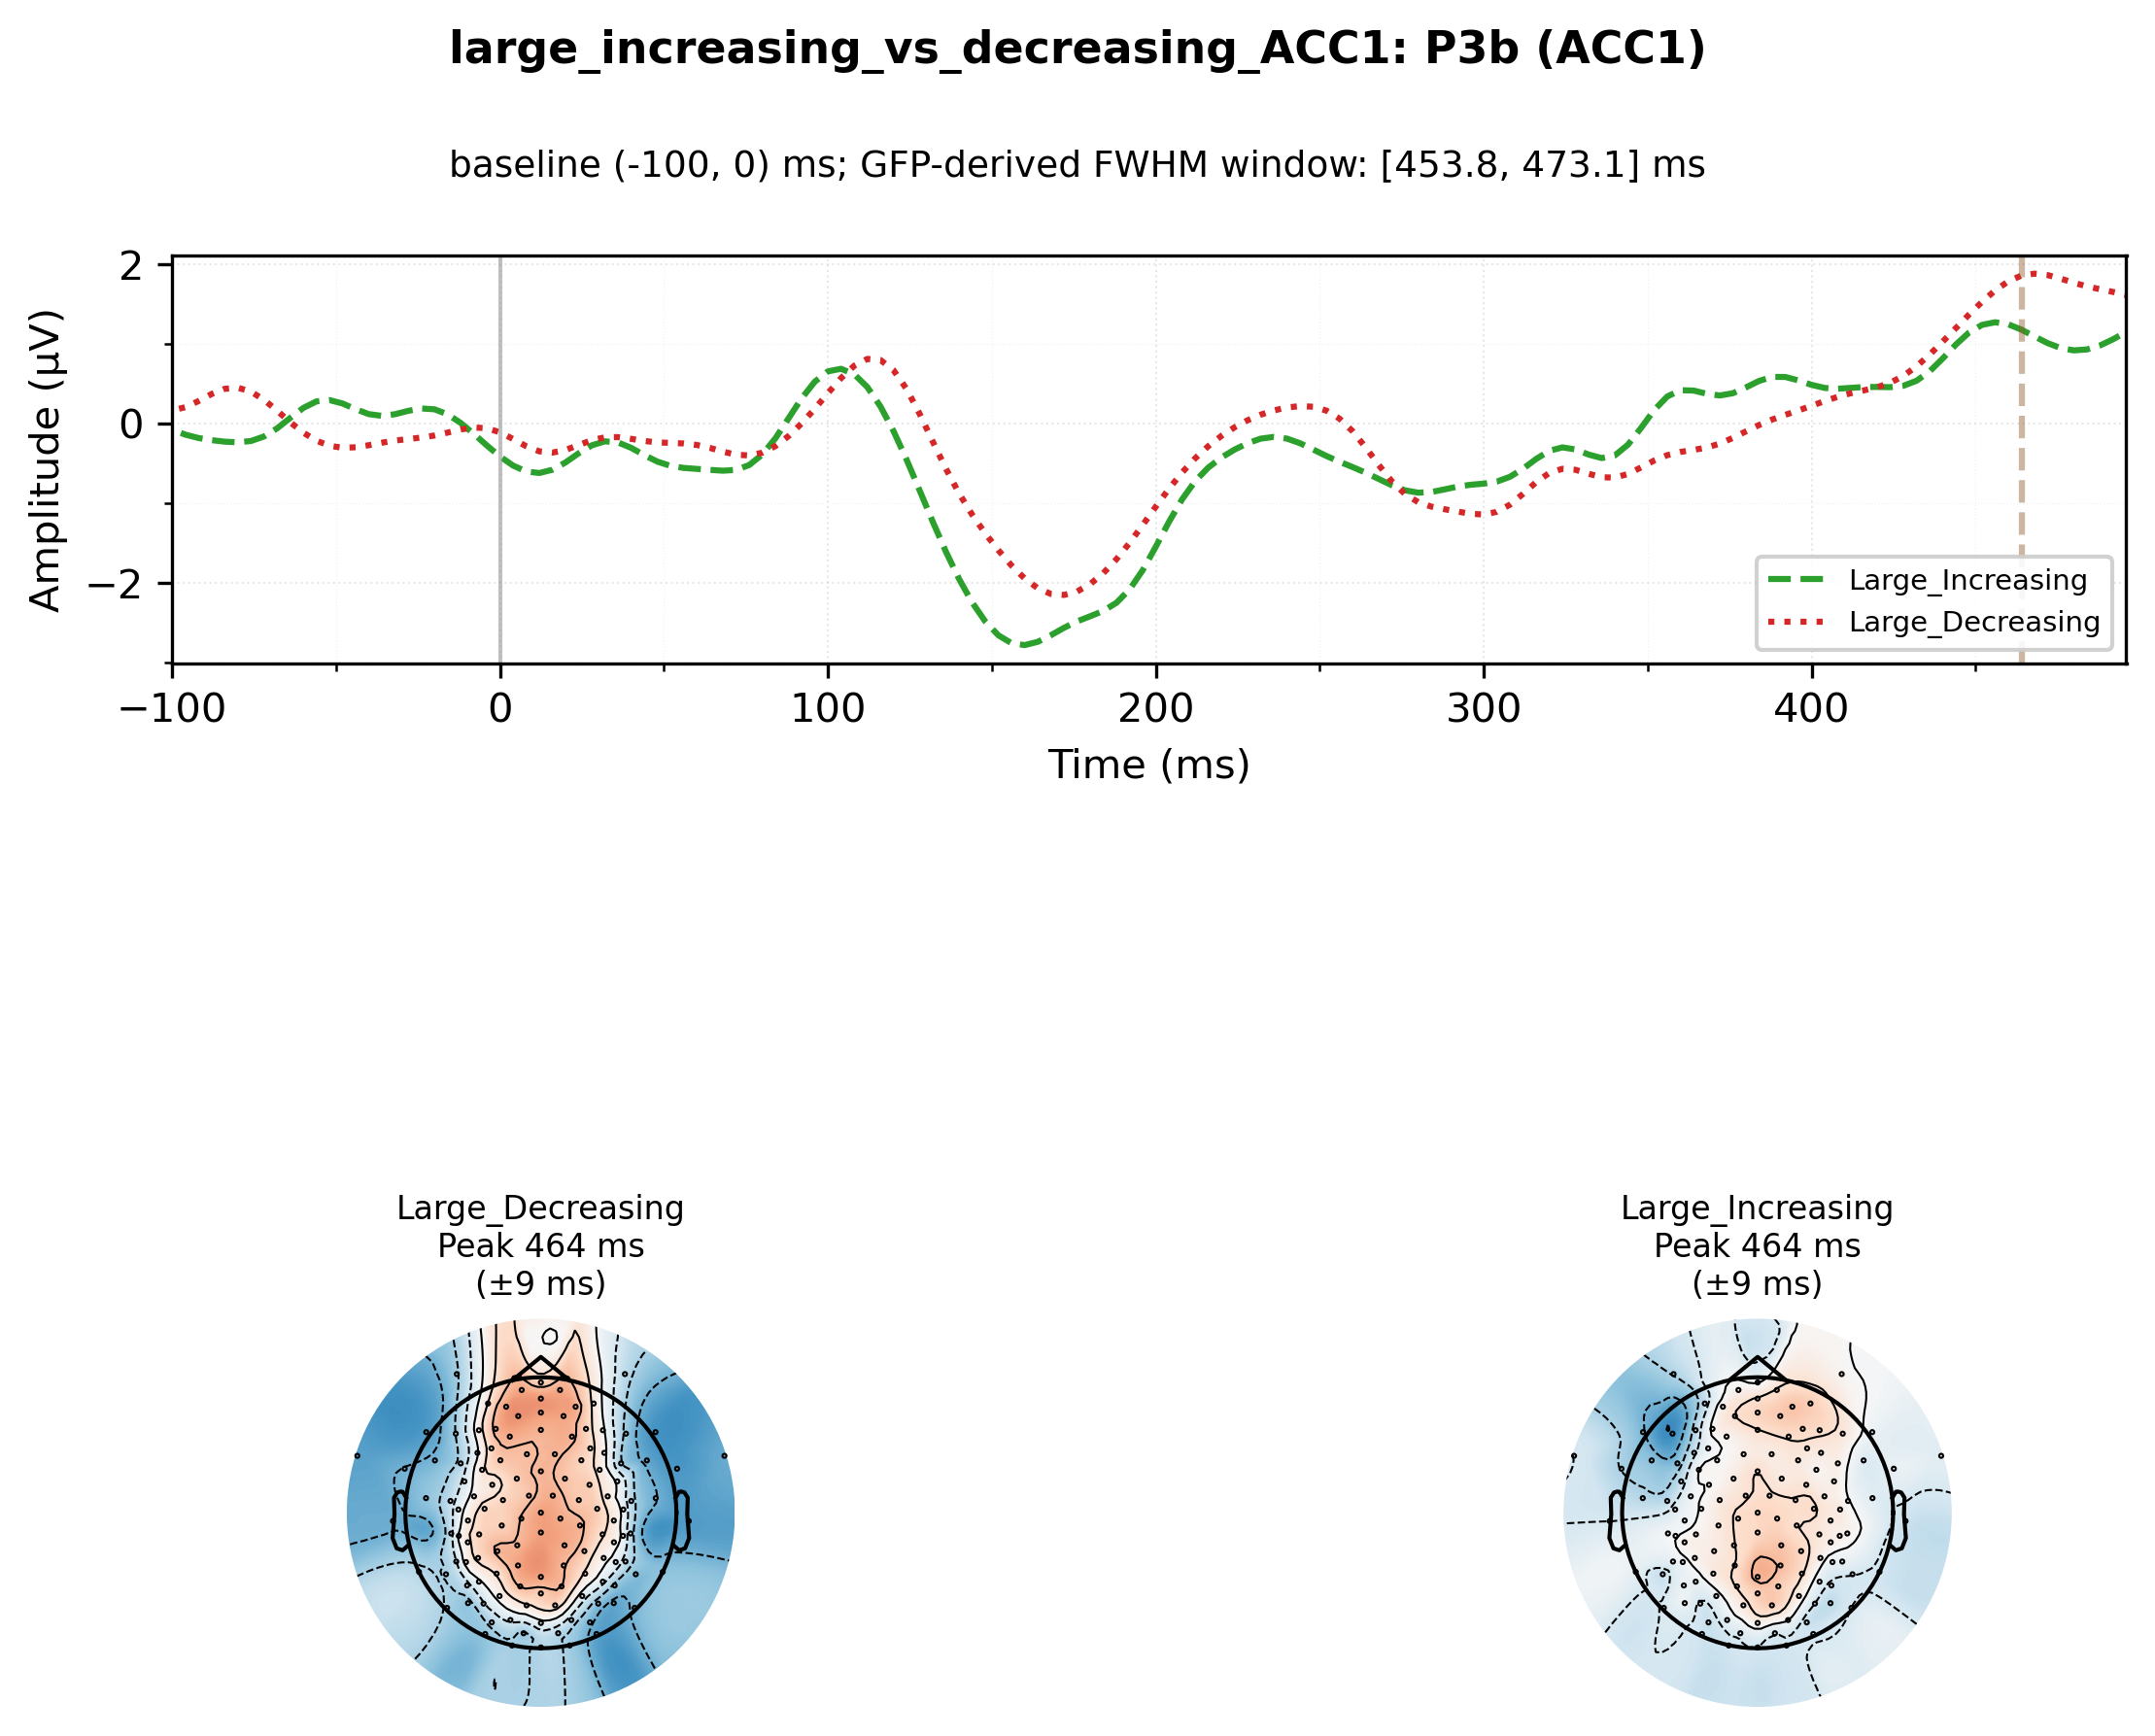 large_increasing_vs_decreasing_ACC1: P3b (ACC1)
baseline (-100, 0) ms; GFP-derived FWHM window: [453.8, 473.1] ms
Amplitude (µV)
2
0
−2
Large_Increasing
Large_Decreasing
−100 0 100 200 300 400
Time (ms)
Large_Decreasing
Peak 464 ms
(±9 ms)
Large_Increasing
Peak 464 ms
(±9 ms)